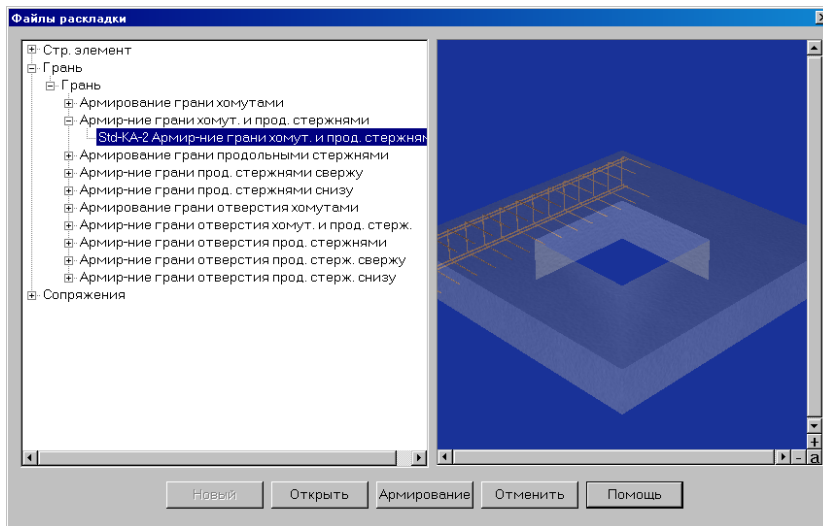 Файлы раскладки
Стр. элемент
Грань
Грань
Армирование грани хомутами
Армир-ние грани хомут. и прод. стержнями
Std-KA-2 Армир-ние грани хомут. и прод. стержням
Армирование грани продольными стержнями
Армир-ние грани прод. стержнями свержу
Армир-ние грани прод. стержнями снизу
Армирование грани отверстия хомутами
Армир-ние грани отверстия хомут. и прод. стерж.
Армир-ние грани отверстия прод. стержнями
Армир-ние грани отверстия прод. стерж. свержу
Армир-ние грани отверстия прод. стерж. снизу
Сопряжения
+
- a
Новый Открыть Армирование Отменить Помощь